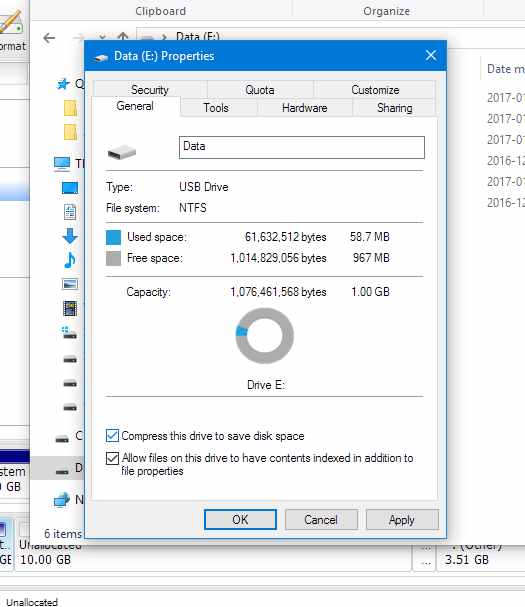 Clipboard
Organize
ormat
Data (E:)
Data (E:) Properties
Date m
Security
Quota
Customize
General
Tools
Hardware
Sharing
2017-01
2017-01
2017-01
2016-12
2017-01
2016-12
Data
Type: USB Drive
File system: NTFS
Used space: 61,632,512 bytes 58.7 MB
Free space: 1,014,829,056 bytes 967 MB
Capacity: 1,076,461,568 bytes 1.00 GB
Drive E:
Compress this drive to save disk space
Allow files on this drive to have contents indexed in addition to
file properties
OK
Cancel
Apply
Q
TI
C
D
N
stem
0 GB
6 items
t..
GE
Unallocated
10.00 GB
...
...
: (Other)
3.51 GB
Unallocated